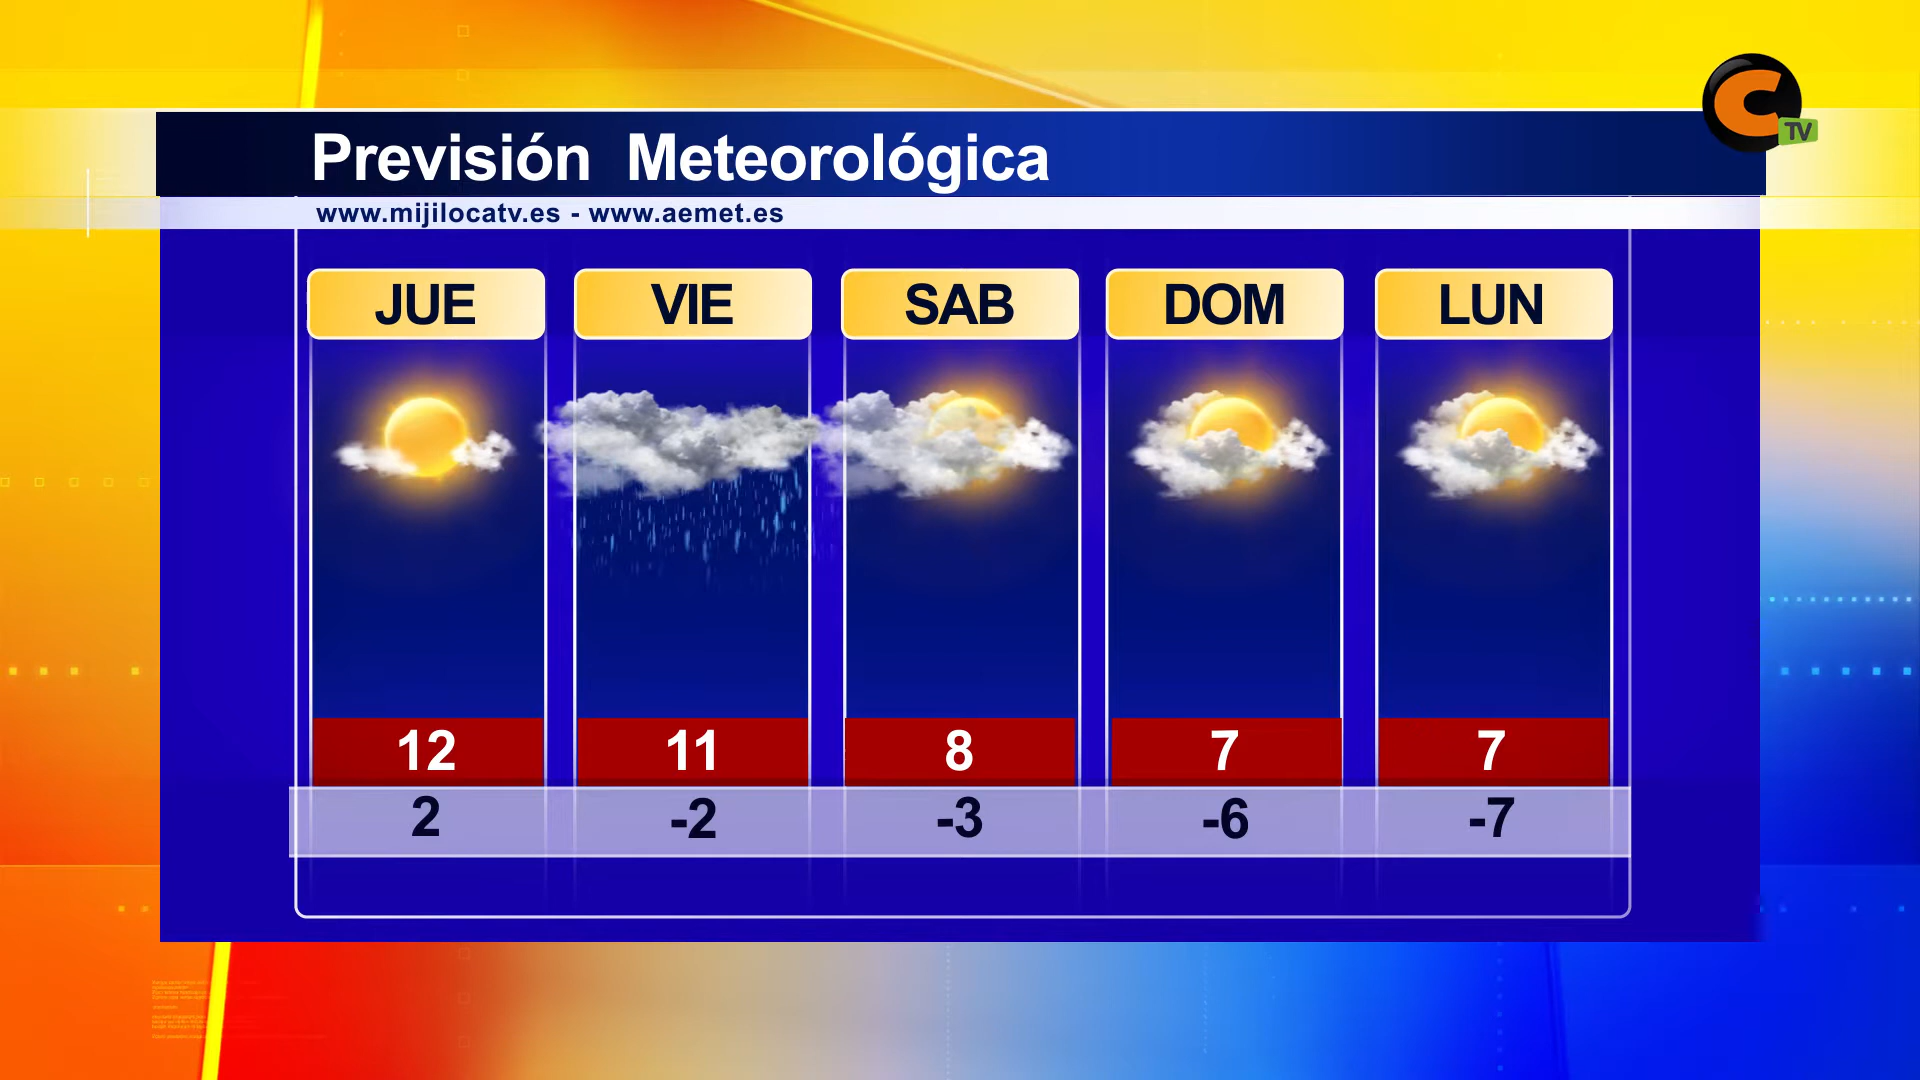 Previsión Meteorológica
www.mijilocatv.es - www.aemet.es
C TV
JUE VIE SAB DOM LUN
12 11 8 7 7
2 -2 -3 -6 -7